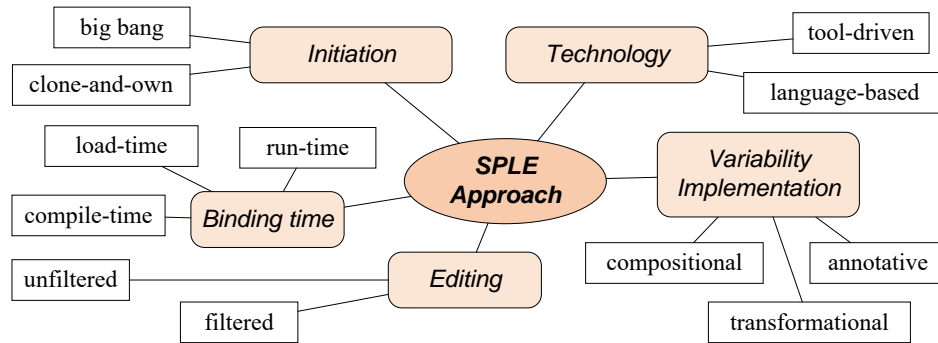 big bang
Initiation
clone-and-own
Technology
tool-driven
language-based
load-time
run-time
compile-time
Binding time
SPLE
Approach
Variability
Implementation
compositional
annotative
transformational
unfiltered
Editing
filtered